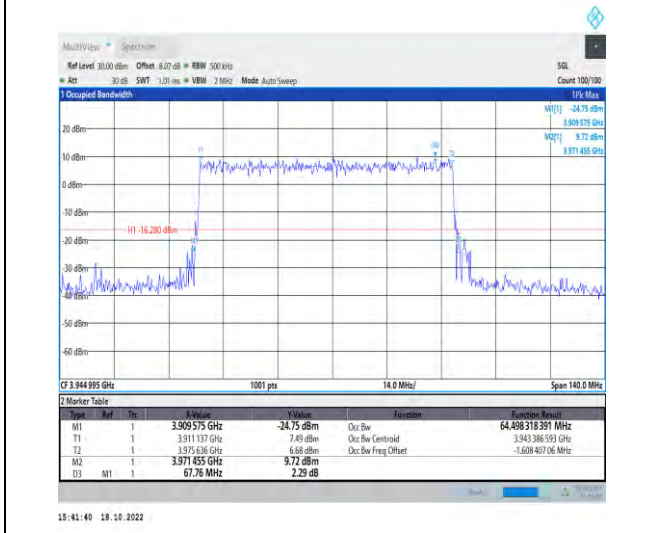 MultiView Spectrum
Ref Level 30.00 dBm Offset 8.07 dB RBW 500 kHz SGL
Att 30 dB SWT 1.01 ms VBW 2 MHz Mode Auto Sweep Count 100/100
1 Occupied Bandwidth 1Pk Max
M1[1] -24.75 dBm
3.909 575 GHz
M2[1] 9.72 dBm
3.971 455 GHz
20 dBm
10 dBm
0 dBm
-10 dBm
H1 -16.280 dBm
-20 dBm
-30 dBm
-40 dBm
-50 dBm
-60 dBm
T1
T2
CF 3.944 995 GHz 1001 pts 14.0 MHz/ Span 140.0 MHz
2 Marker Table
Type Ref Trc X-Value Y-Value Function Function Result
M1 1 3.909 575 GHz -24.75 dBm Occ Bw 64.498 318 391 MHz
T1 1 3.911 137 GHz 7.49 dBm Occ Bw Centroid 3.943 386 593 GHz
T2 1 3.975 636 GHz 6.68 dBm Occ Bw Freq Offset -1.608 407 06 MHz
M2 1 3.971 455 GHz 9.72 dBm
D3 M1 1 67.76 MHz 2.29 dB
15:41:40 18.10.2022